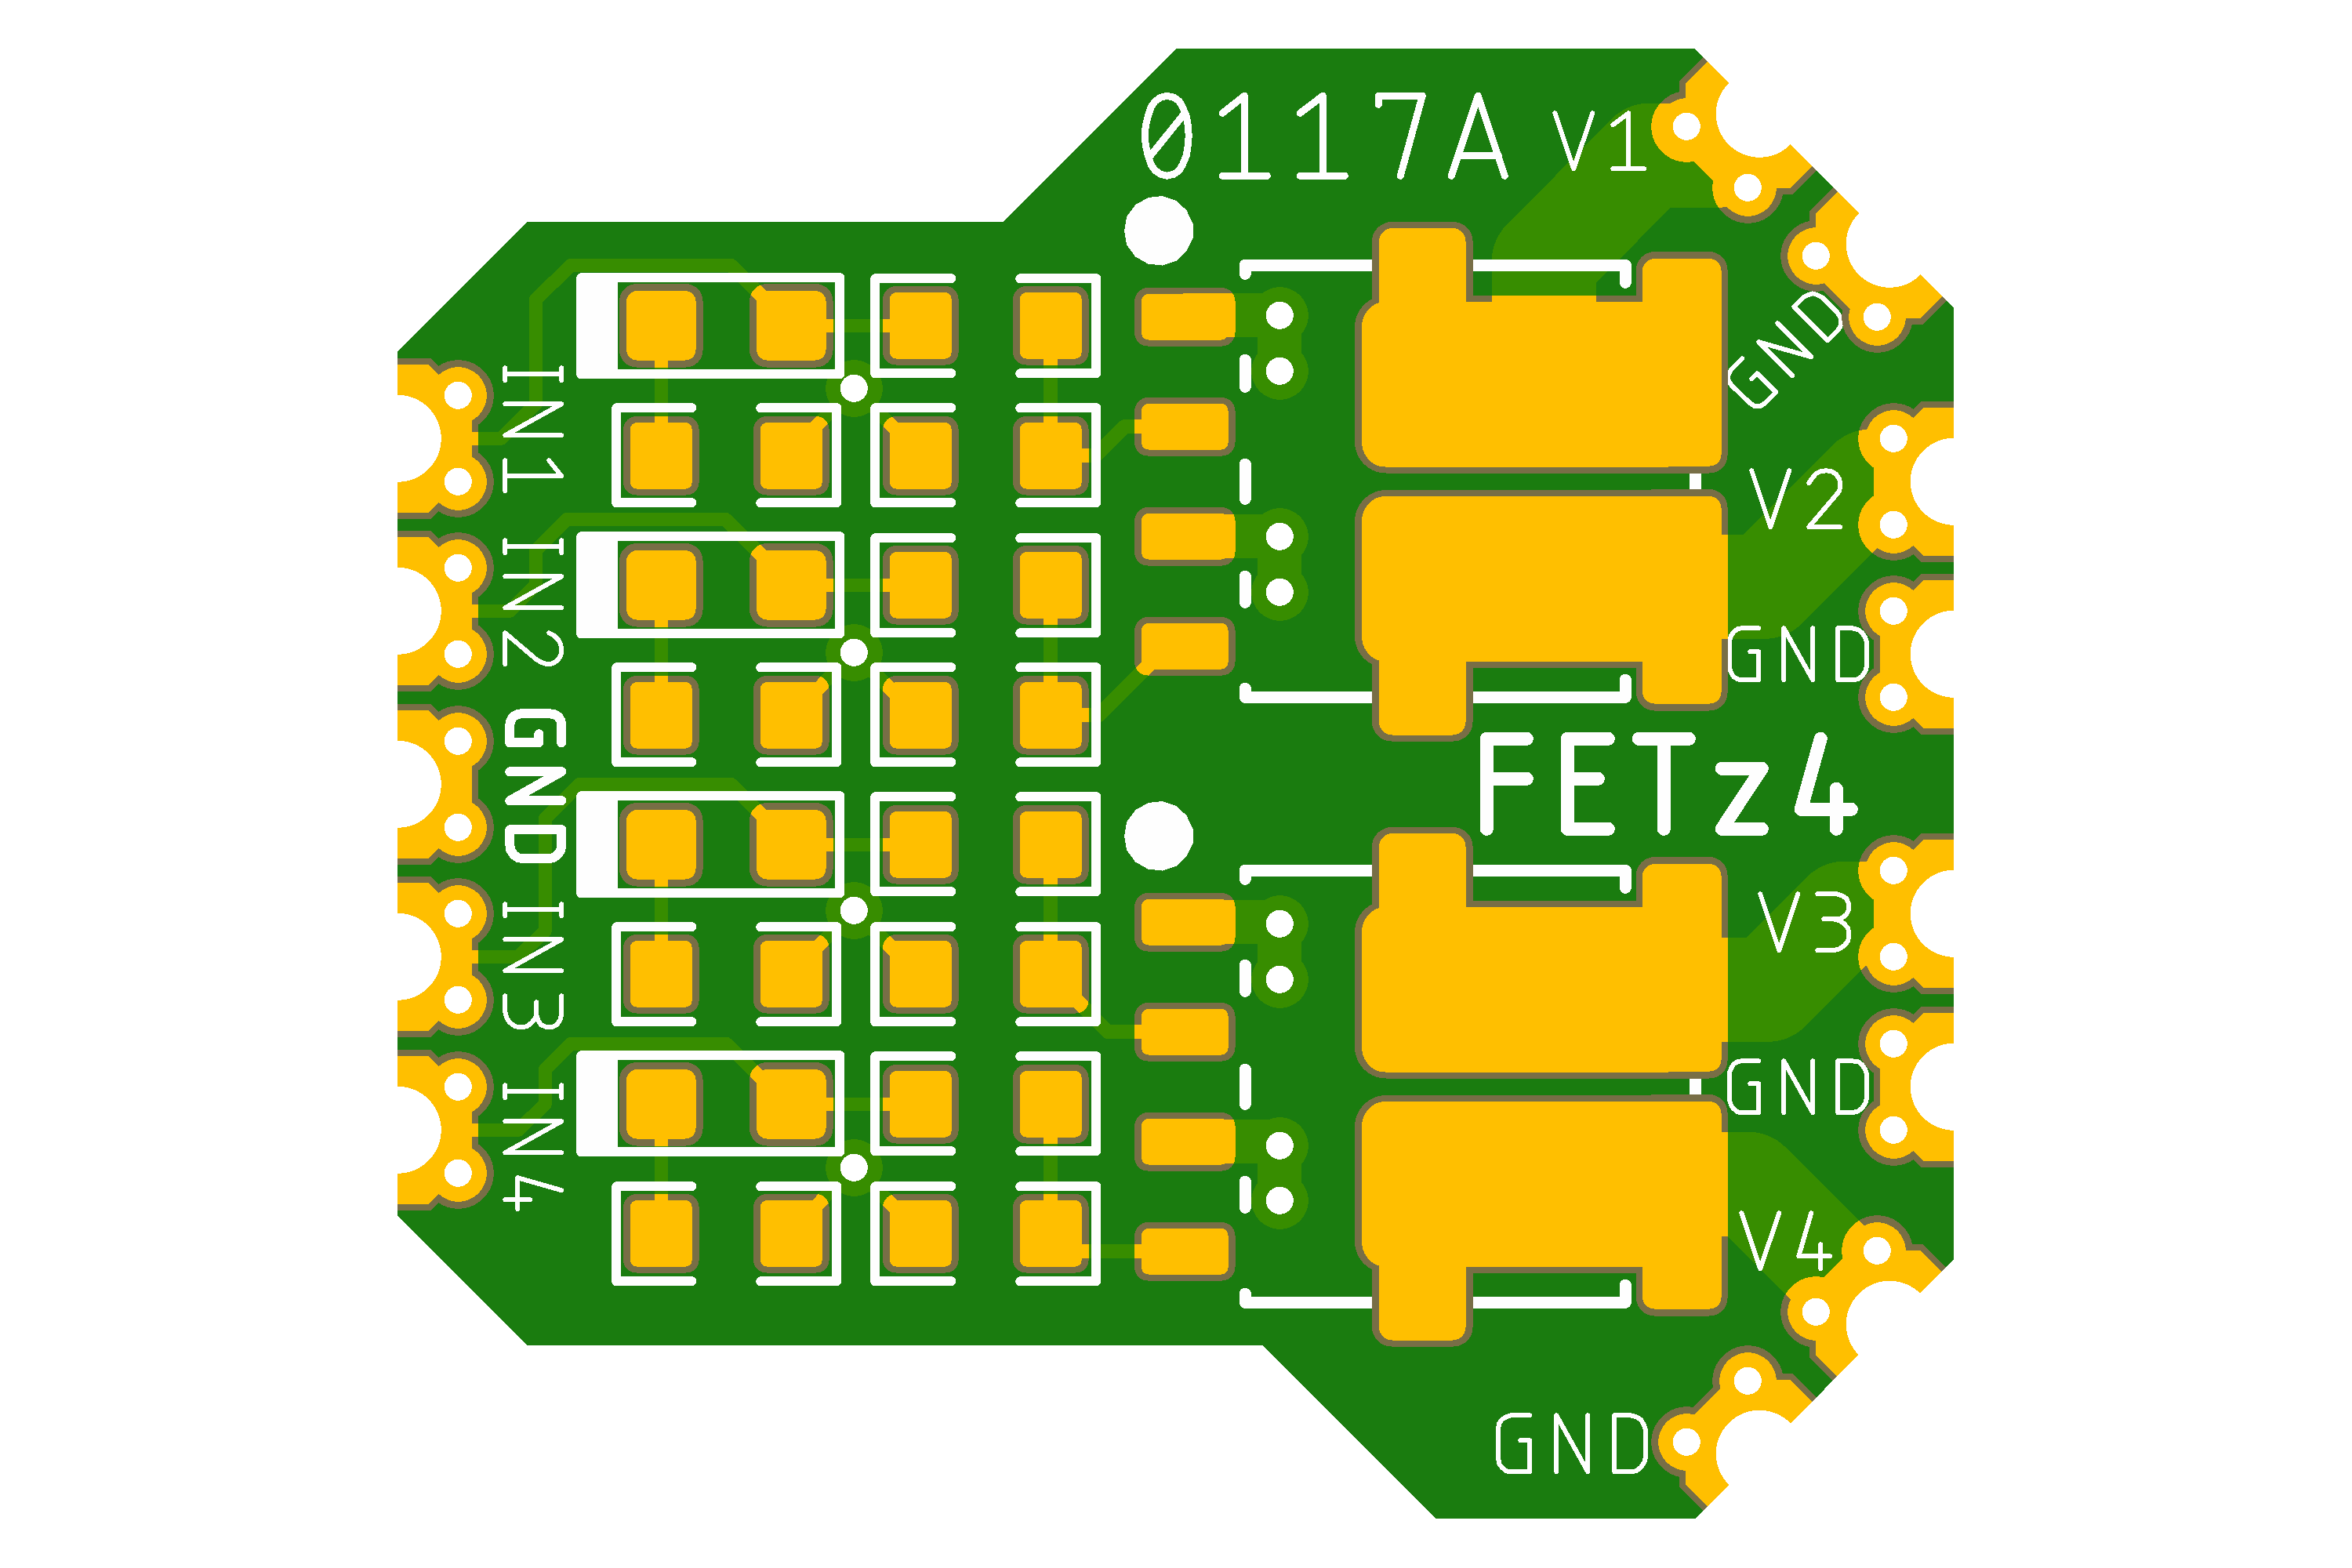 0117A V1
GND
V2
GND
FETz4
V3
GND
V4
GND
IN1
IN2
GND
IN3
IN4